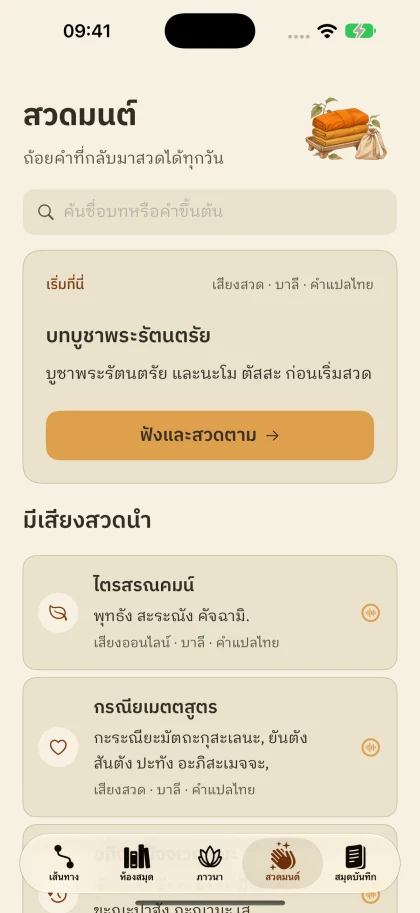 09:41
สวดมนต์
ถ้อยคำที่กลับมาสวดได้ทุกวัน
ค้นชื่อบทหรือคำขึ้นต้น
เริ่มที่นี่
เสียงสวด · บาลี · คำแปลไทย
บทบูชาพระรัตนตรัย
บูชาพระรัตนตรัย และนะโม ตัสสะ ก่อนเริ่มสวด
ฟังและสวดตาม →
มีเสียงสวดนำ
ไตรสรณคมน์
พุทธัง สะระณัง คัจฉามิ.
เสียงออนไลน์ · บาลี · คำแปลไทย
กรณียเมตตสูตร
กะระณียะมัตถะกุสะเลนะ, ยันตัง
สันตัง ปะทัง อะภิสะเมจจะ,
เสียงสวด · บาลี · คำแปลไทย
เส้นทาง
ห้องสมุด
ภาวนา
สวดมนต์
สมุดบันทึก